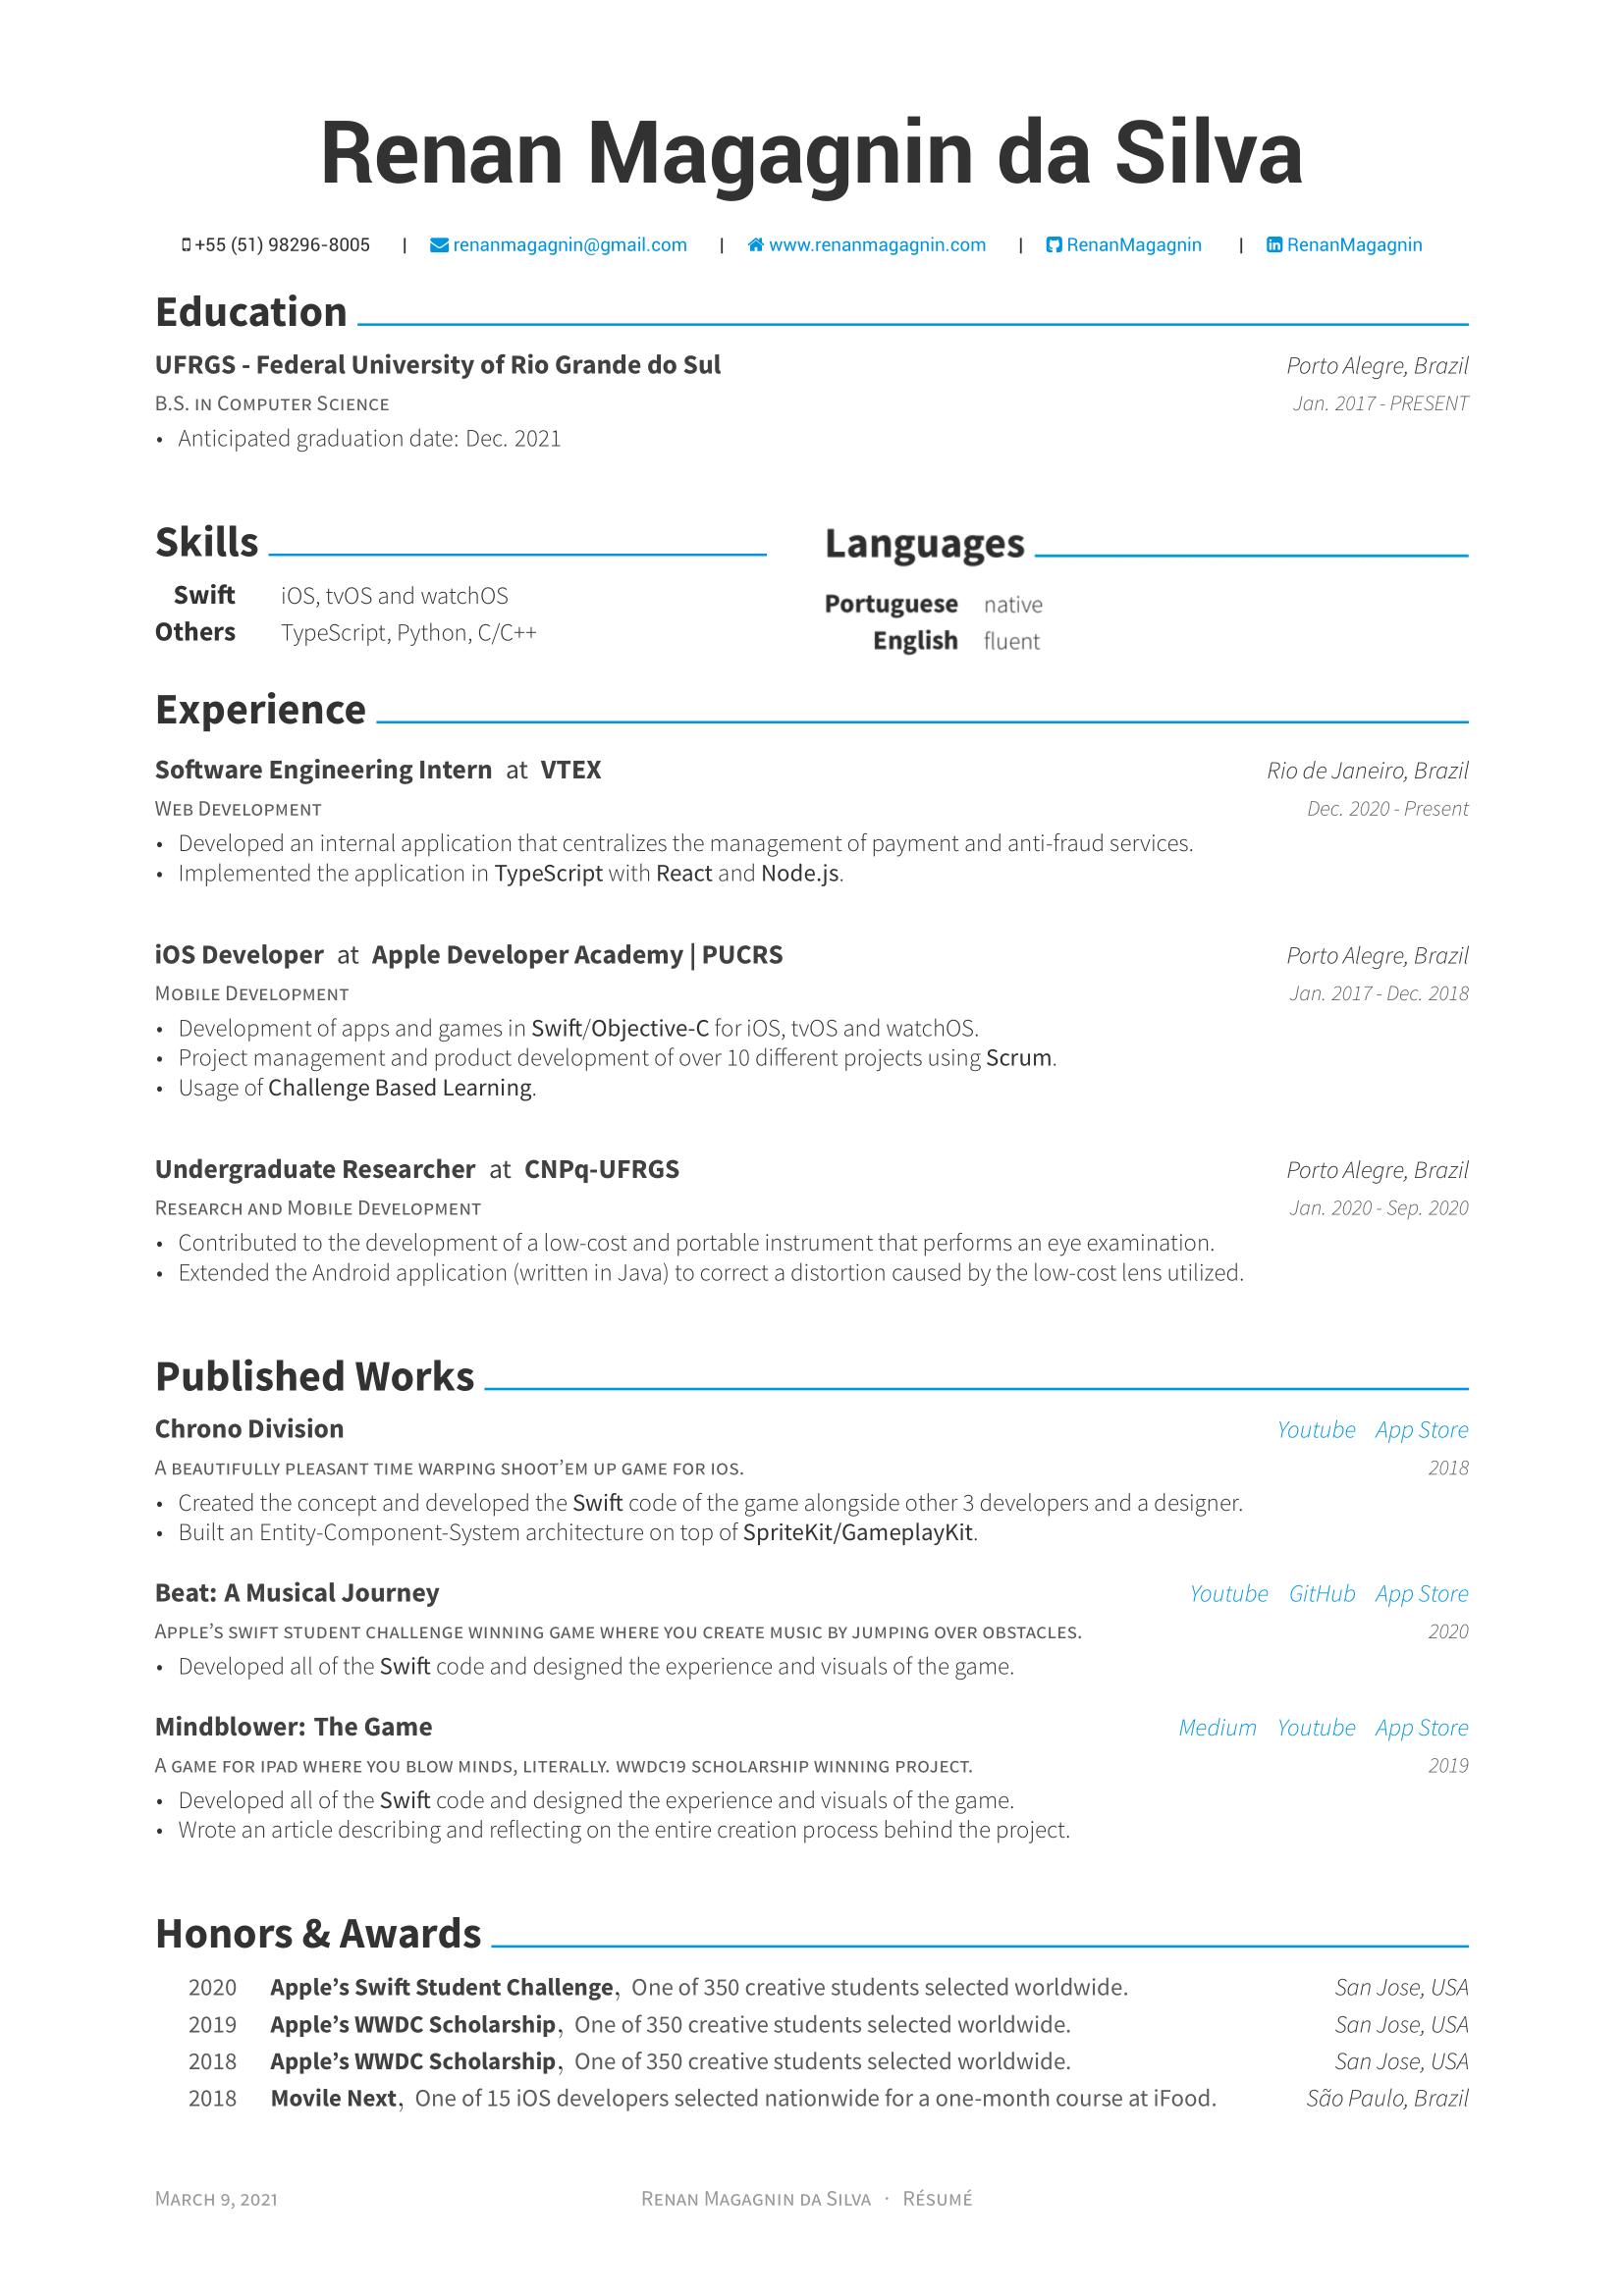 Renan Magagnin da Silva
+55 (51) 98296-8005 | renanmagagnin@gmail.com | www.renanmagagnin.com | RenanMagagnin | RenanMagagnin
Education
UFRGS - Federal University of Rio Grande do Sul Porto Alegre, Brazil
B.S. in Computer Science Jan. 2017 - PRESENT
• Anticipated graduation date: Dec. 2021
Skills
Swift iOS, tvOS and watchOS
Others TypeScript, Python, C/C++
Languages
Portuguese native
English fluent
Experience
Software Engineering Intern at VTEX Rio de Janeiro, Brazil
Web Development Dec. 2020 - Present
• Developed an internal application that centralizes the management of payment and anti-fraud services.
• Implemented the application in TypeScript with React and Node.js.
iOS Developer at Apple Developer Academy | PUCRS Porto Alegre, Brazil
Mobile Development Jan. 2017 - Dec. 2018
• Development of apps and games in Swift/Objective-C for iOS, tvOS and watchOS.
• Project management and product development of over 10 different projects using Scrum.
• Usage of Challenge Based Learning.
Undergraduate Researcher at CNPq-UFRGS Porto Alegre, Brazil
Research and Mobile Development Jan. 2020 - Sep. 2020
• Contributed to the development of a low-cost and portable instrument that performs an eye examination.
• Extended the Android application (written in Java) to correct a distortion caused by the low-cost lens utilized.
Published Works
Chrono Division Youtube App Store
A beautifully pleasant time warping shoot'em up game for ios. 2018
• Created the concept and developed the Swift code of the game alongside other 3 developers and a designer.
• Built an Entity-Component-System architecture on top of SpriteKit/GameplayKit.
Beat: A Musical Journey Youtube GitHub App Store
Apple's swift student challenge winning game where you create music by jumping over obstacles. 2020
• Developed all of the Swift code and designed the experience and visuals of the game.
Mindblower: The Game Medium Youtube App Store
A game for ipad where you blow minds, literally. wwdc19 scholarship winning project. 2019
• Developed all of the Swift code and designed the experience and visuals of the game.
• Wrote an article describing and reflecting on the entire creation process behind the project.
Honors & Awards
2020 Apple's Swift Student Challenge, One of 350 creative students selected worldwide. San Jose, USA
2019 Apple's WWDC Scholarship, One of 350 creative students selected worldwide. San Jose, USA
2018 Apple's WWDC Scholarship, One of 350 creative students selected worldwide. San Jose, USA
2018 Movile Next, One of 15 iOS developers selected nationwide for a one-month course at iFood. São Paulo, Brazil
March 9, 2021 Renan Magagnin da Silva · Résumé